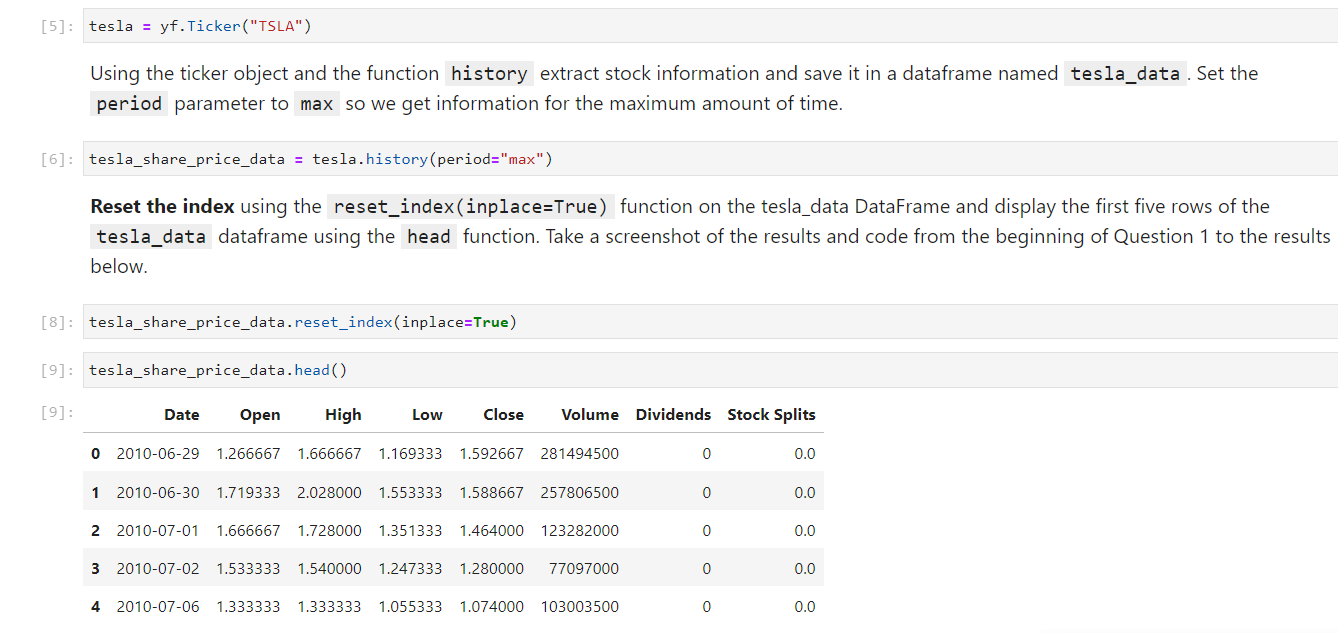 [5]: tesla = yf.Ticker("TSLA")
Using the ticker object and the function history extract stock information and save it in a dataframe named tesla_data. Set the
period parameter to max so we get information for the maximum amount of time.
[6]: tesla_share_price_data = tesla.history(period="max")
Reset the index using the reset_index(inplace=True) function on the tesla_data DataFrame and display the first five rows of the
tesla_data dataframe using the head function. Take a screenshot of the results and code from the beginning of Question 1 to the results
below.
[8]: tesla_share_price_data.reset_index(inplace=True)
[9]: tesla_share_price_data.head()
[9]: Date Open High Low Close Volume Dividends Stock Splits
0 2010-06-29 1.266667 1.666667 1.169333 1.592667 281494500 0 0.0
1 2010-06-30 1.719333 2.028000 1.553333 1.588667 257806500 0 0.0
2 2010-07-01 1.666667 1.728000 1.351333 1.464000 123282000 0 0.0
3 2010-07-02 1.533333 1.540000 1.247333 1.280000 77097000 0 0.0
4 2010-07-06 1.333333 1.333333 1.055333 1.074000 103003500 0 0.0